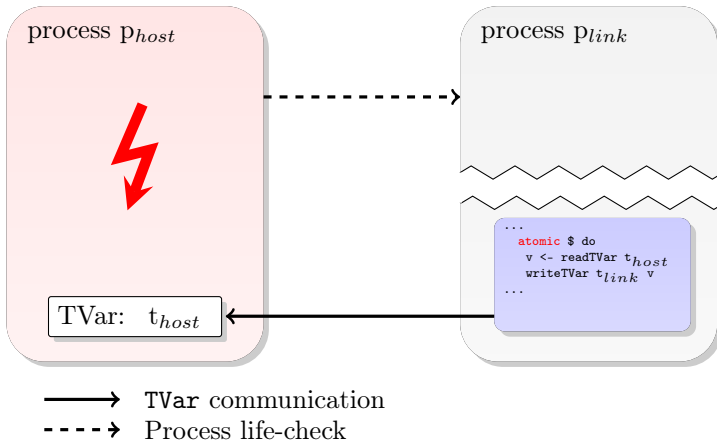 process p_host
process p_link
...
atomic $ do
v <- readTVar t_host
writeTVar t_link v
...
TVar: t_host
TVar communication
Process life-check